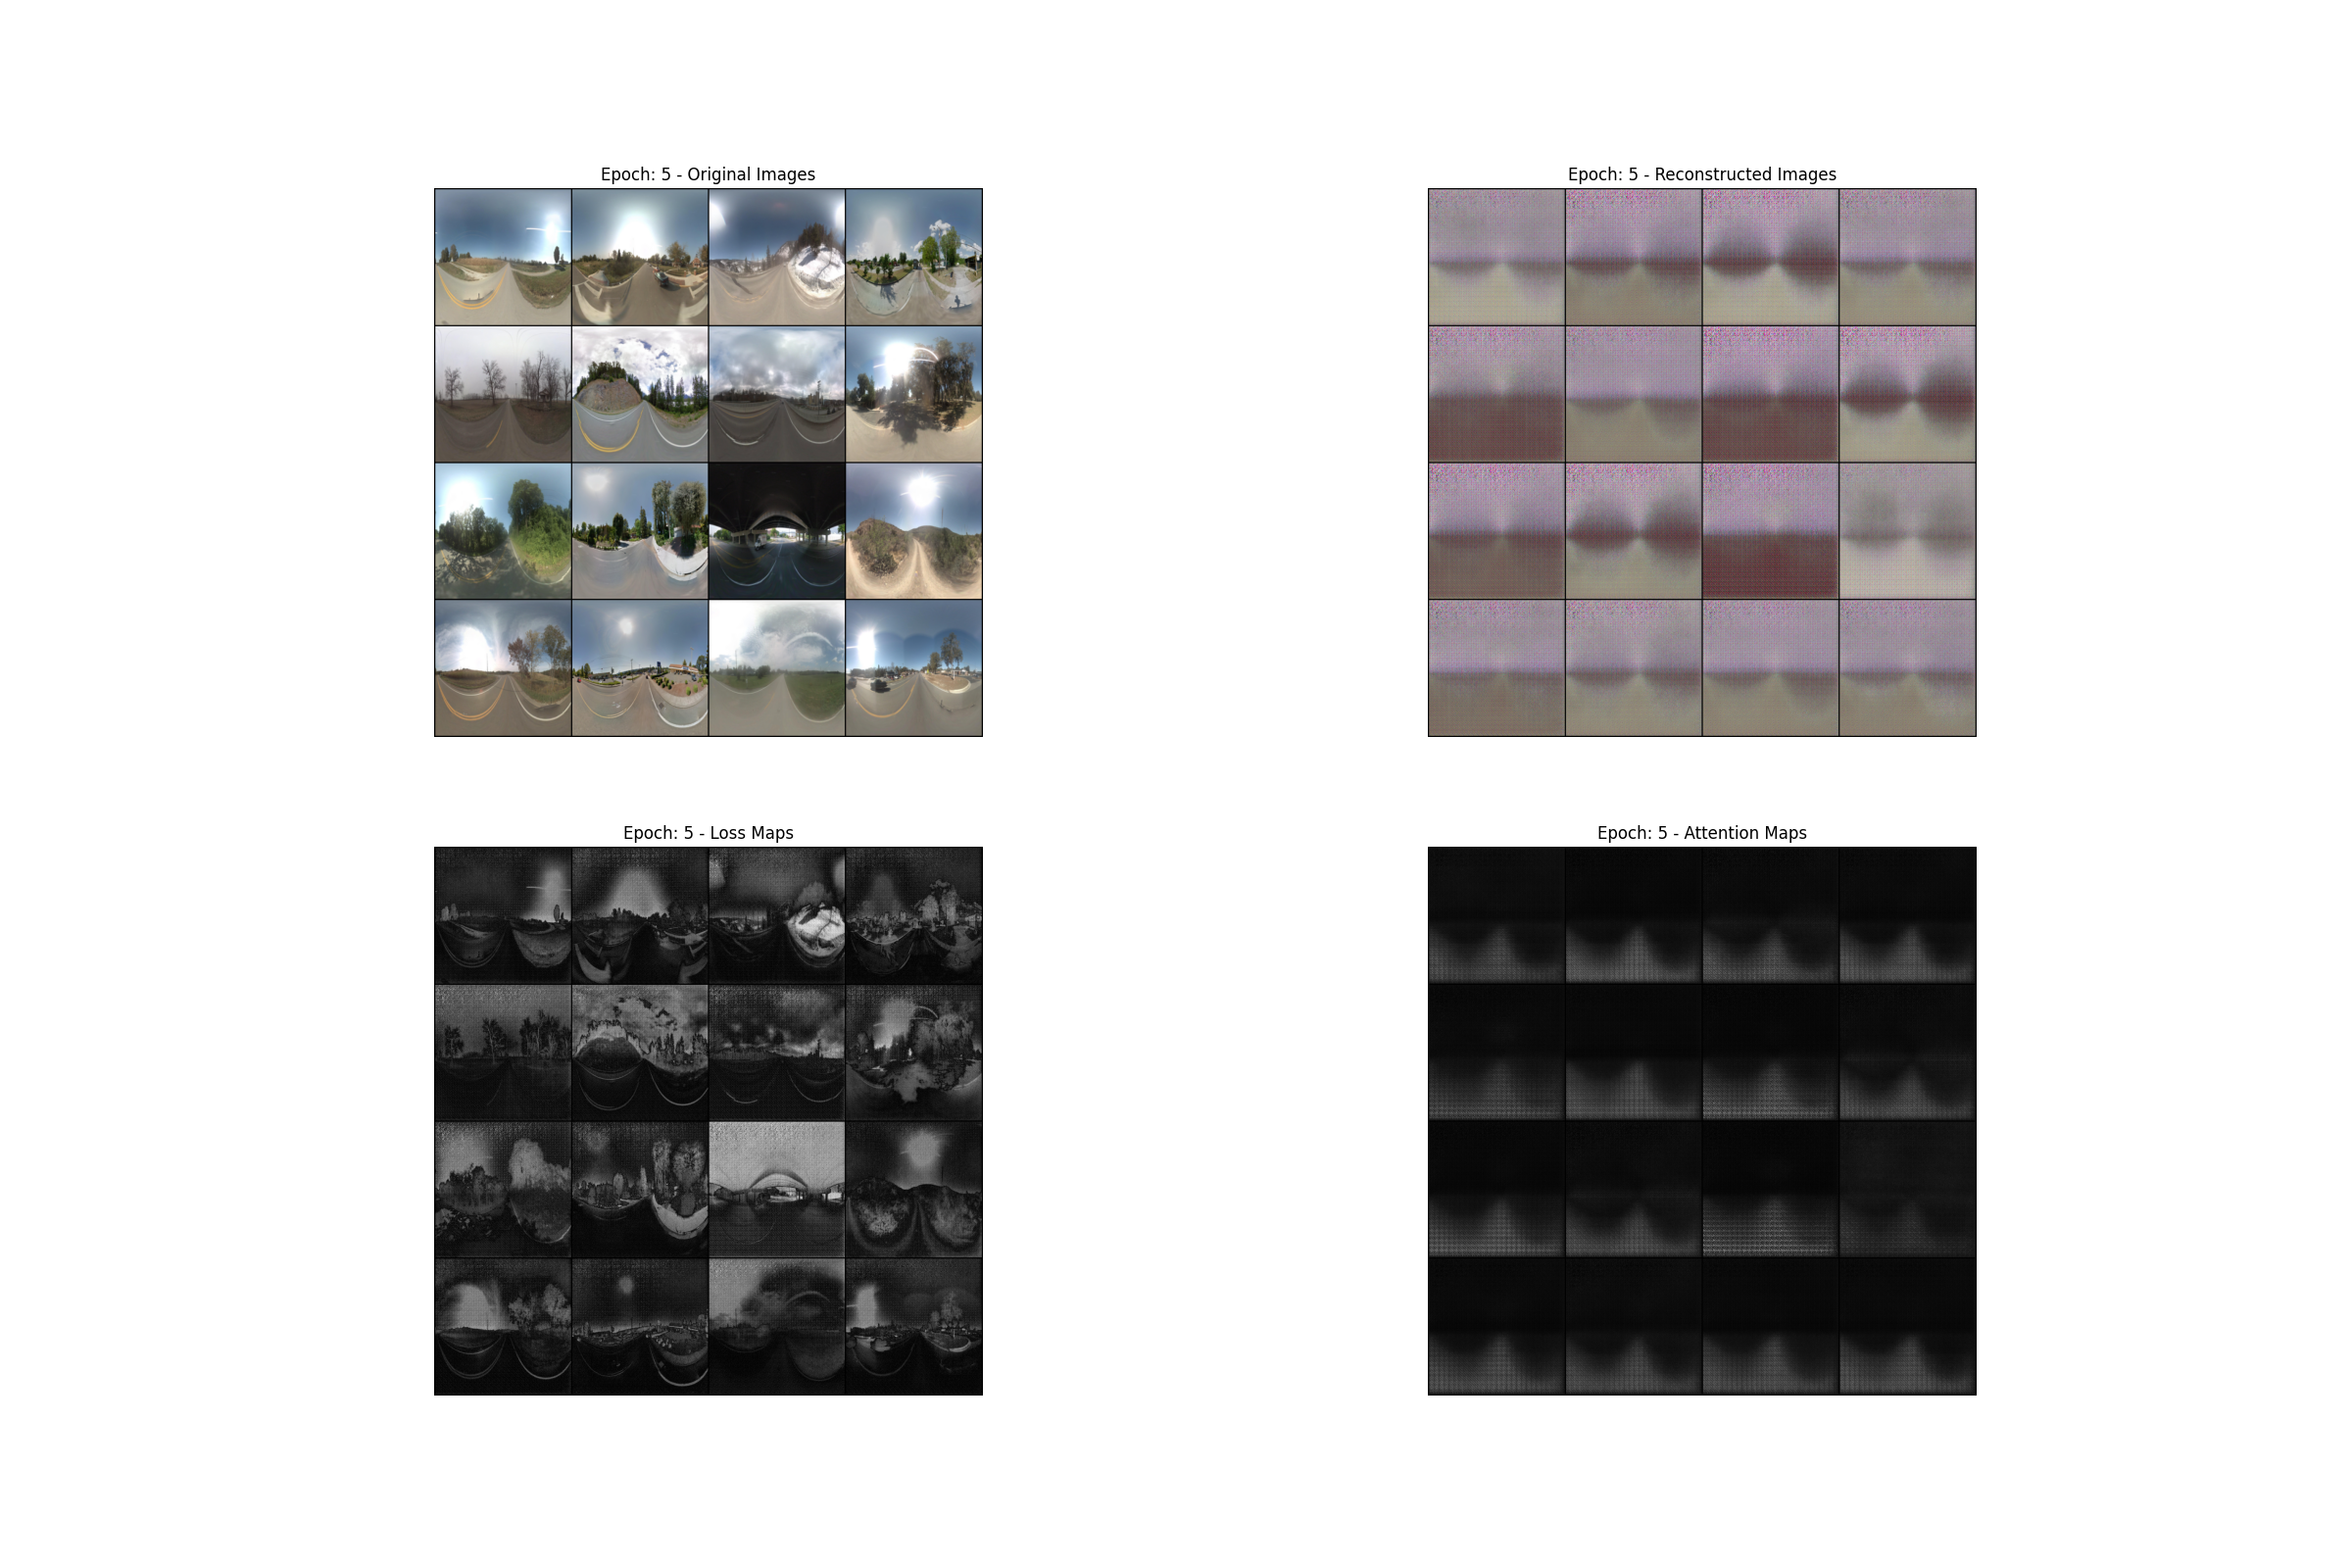 Epoch: 5 - Original Images
Epoch: 5 - Reconstructed Images
Epoch: 5 - Loss Maps
Epoch: 5 - Attention Maps